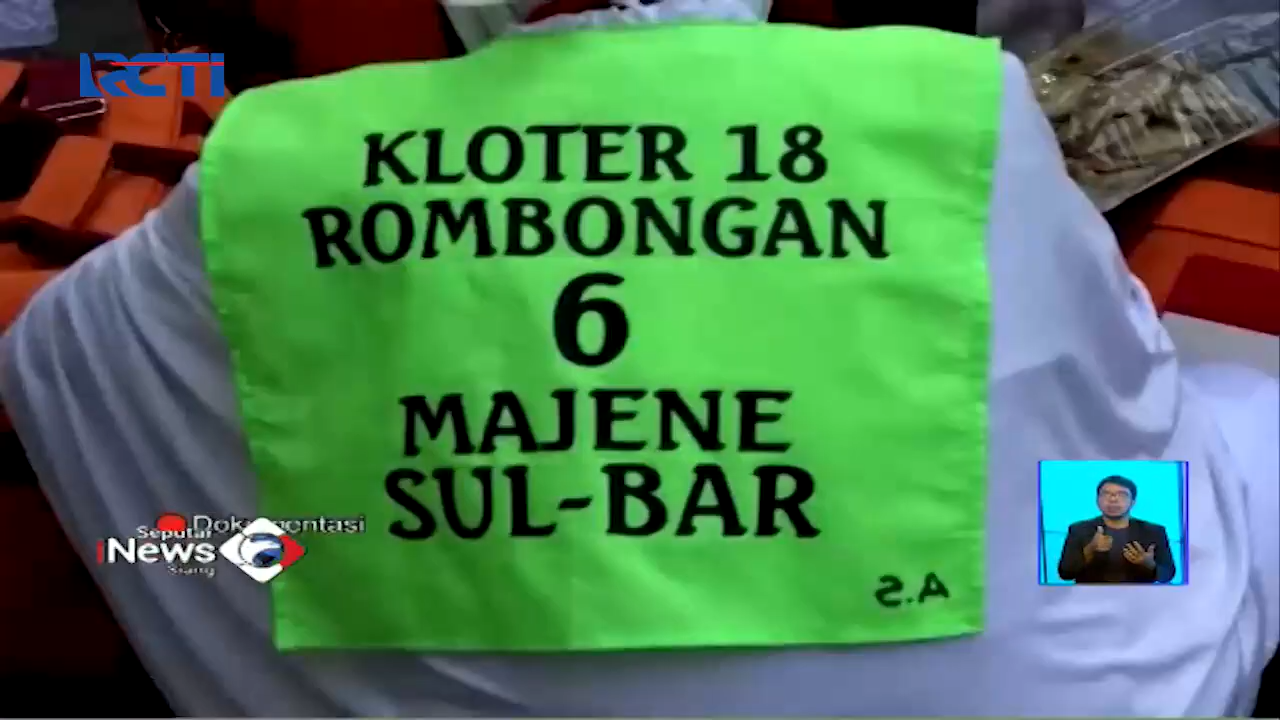 RCTI
KLOTER 18
ROMBONGAN
6
MAJENE
SUL-BAR
A.S
Dokumentasi
Seputar
iNews
Siang